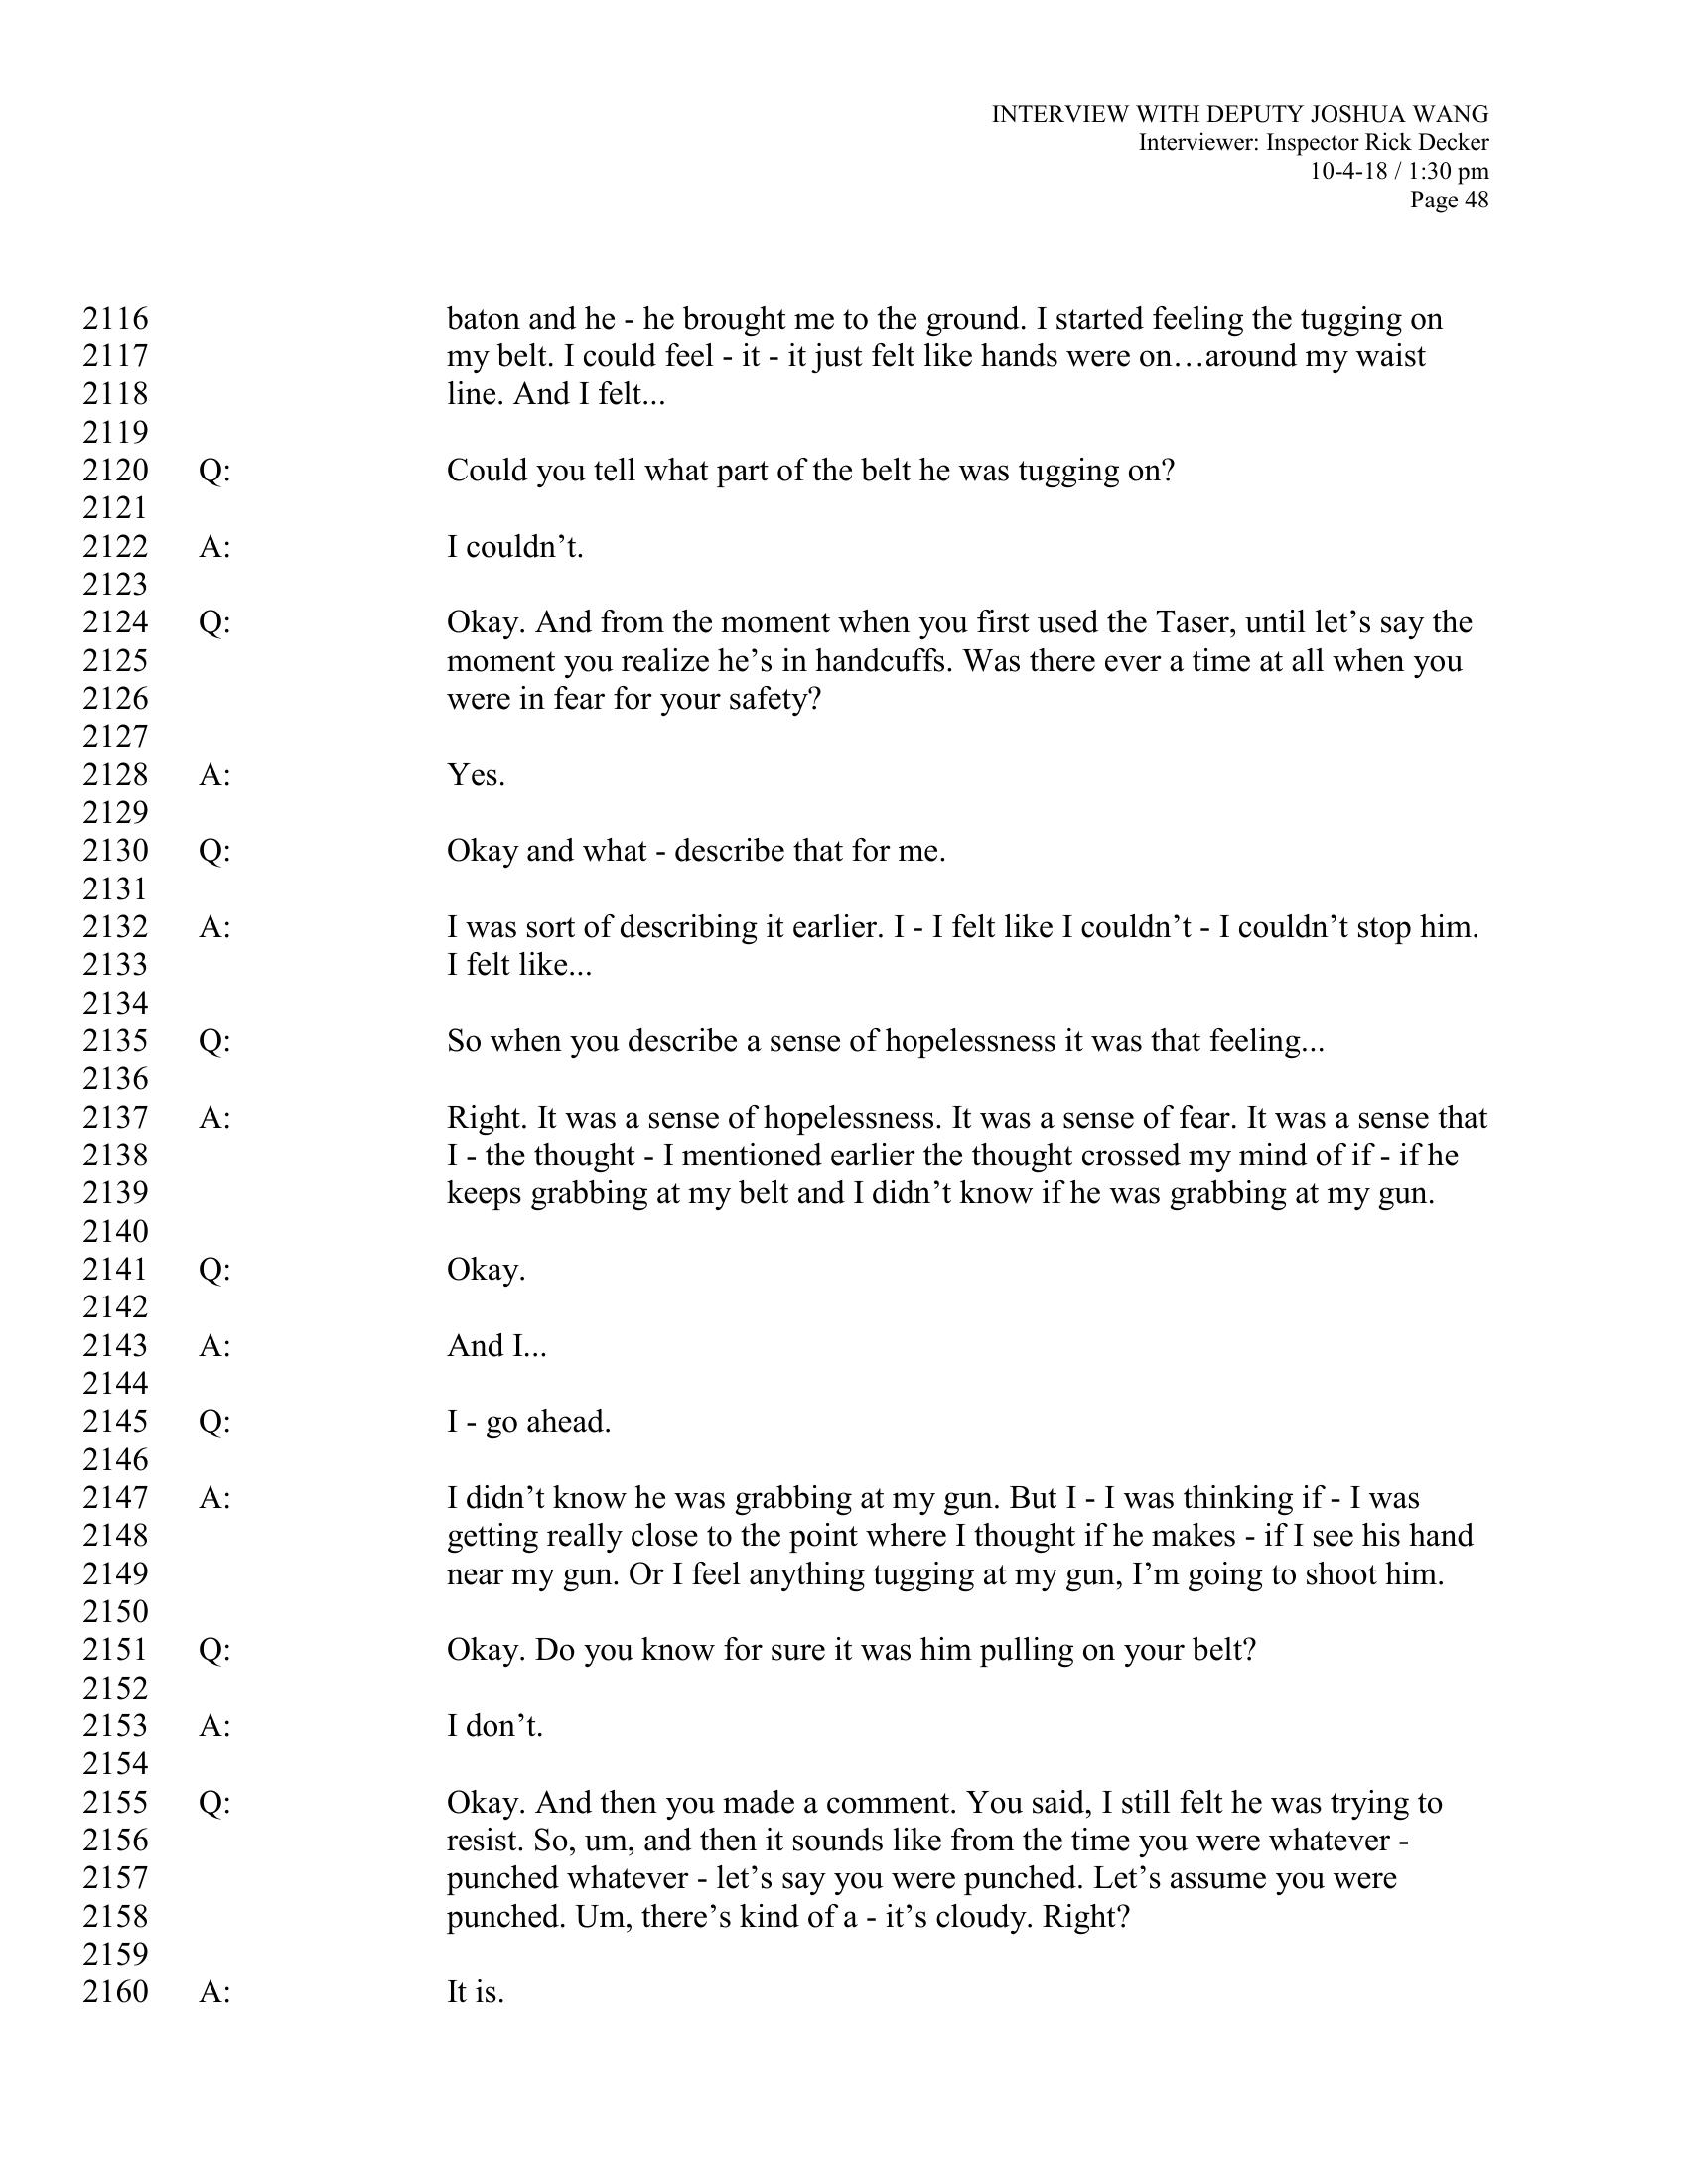 INTERVIEW WITH DEPUTY JOSHUA WANG
Interviewer: Inspector Rick Decker
10-4-18 / 1:30 pm
Page 48
2116 baton and he - he brought me to the ground. I started feeling the tugging on
2117 my belt. I could feel - it - it just felt like hands were on…around my waist
2118 line. And I felt...
2119
2120 Q: Could you tell what part of the belt he was tugging on?
2121
2122 A: I couldn’t.
2123
2124 Q: Okay. And from the moment when you first used the Taser, until let’s say the
2125 moment you realize he’s in handcuffs. Was there ever a time at all when you
2126 were in fear for your safety?
2127
2128 A: Yes.
2129
2130 Q: Okay and what - describe that for me.
2131
2132 A: I was sort of describing it earlier. I - I felt like I couldn’t - I couldn’t stop him.
2133 I felt like...
2134
2135 Q: So when you describe a sense of hopelessness it was that feeling...
2136
2137 A: Right. It was a sense of hopelessness. It was a sense of fear. It was a sense that
2138 I - the thought - I mentioned earlier the thought crossed my mind of if - if he
2139 keeps grabbing at my belt and I didn’t know if he was grabbing at my gun.
2140
2141 Q: Okay.
2142
2143 A: And I...
2144
2145 Q: I - go ahead.
2146
2147 A: I didn’t know he was grabbing at my gun. But I - I was thinking if - I was
2148 getting really close to the point where I thought if he makes - if I see his hand
2149 near my gun. Or I feel anything tugging at my gun, I’m going to shoot him.
2150
2151 Q: Okay. Do you know for sure it was him pulling on your belt?
2152
2153 A: I don’t.
2154
2155 Q: Okay. And then you made a comment. You said, I still felt he was trying to
2156 resist. So, um, and then it sounds like from the time you were whatever -
2157 punched whatever - let’s say you were punched. Let’s assume you were
2158 punched. Um, there’s kind of a - it’s cloudy. Right?
2159
2160 A: It is.